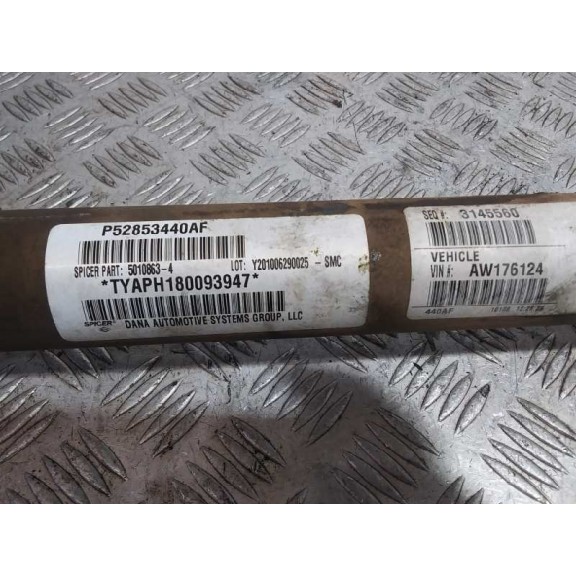 P52853440AF
SPICER PART: 5010863-4 LOT: Y201006290025 - SMC
*TYAPH180093947*
SPICER DANA AUTOMOTIVE SYSTEMS GROUP, LLC
SEQ #: 3145560
VEHICLE
VIN #: AW176124
440AF